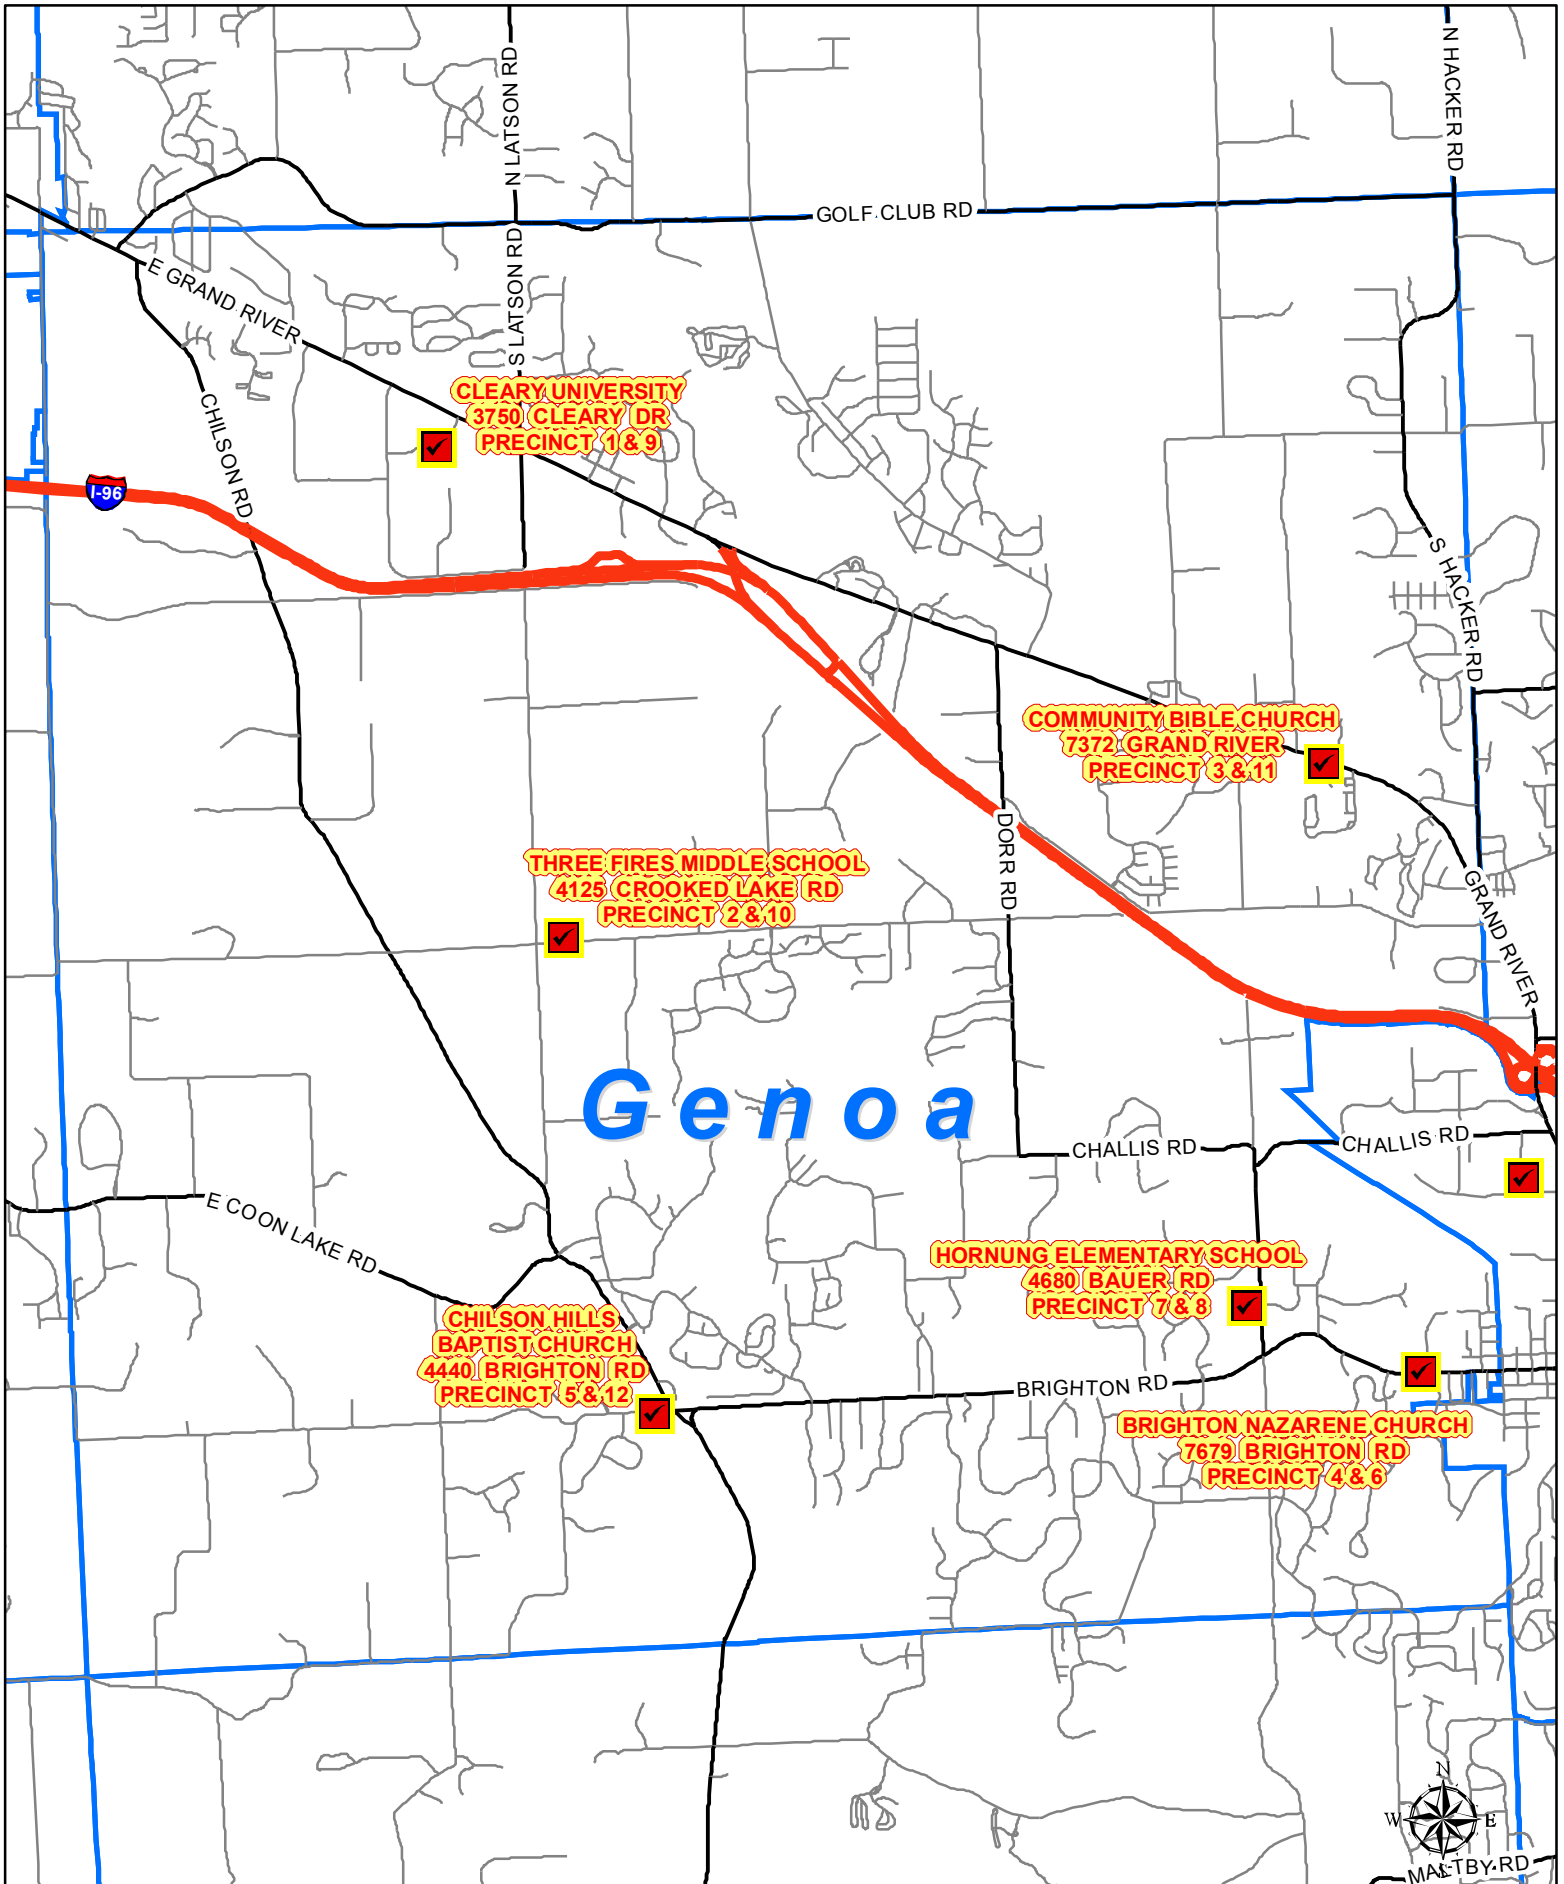 N LATSON RD
N HACKER RD
GOLF CLUB RD
E GRAND RIVER
S LATSON RD
CLEARY UNIVERSITY
3750 CLEARY DR
PRECINCT 1 & 9
CHILSON RD
I-96
S HACKER RD
COMMUNITY BIBLE CHURCH
7372 GRAND RIVER
PRECINCT 3 & 11
DORR RD
THREE FIRES MIDDLE SCHOOL
4125 CROOKED LAKE RD
PRECINCT 2 & 10
GRAND RIVER
Genoa
CHALLIS RD
CHALLIS RD
E COON LAKE RD
HORNUNG ELEMENTARY SCHOOL
4680 BAUER RD
PRECINCT 7 & 8
CHILSON HILLS
BAPTIST CHURCH
4440 BRIGHTON RD
PRECINCT 5 & 12
BRIGHTON RD
BRIGHTON NAZARENE CHURCH
7679 BRIGHTON RD
PRECINCT 4 & 6
N
W E
S
MALTBY RD